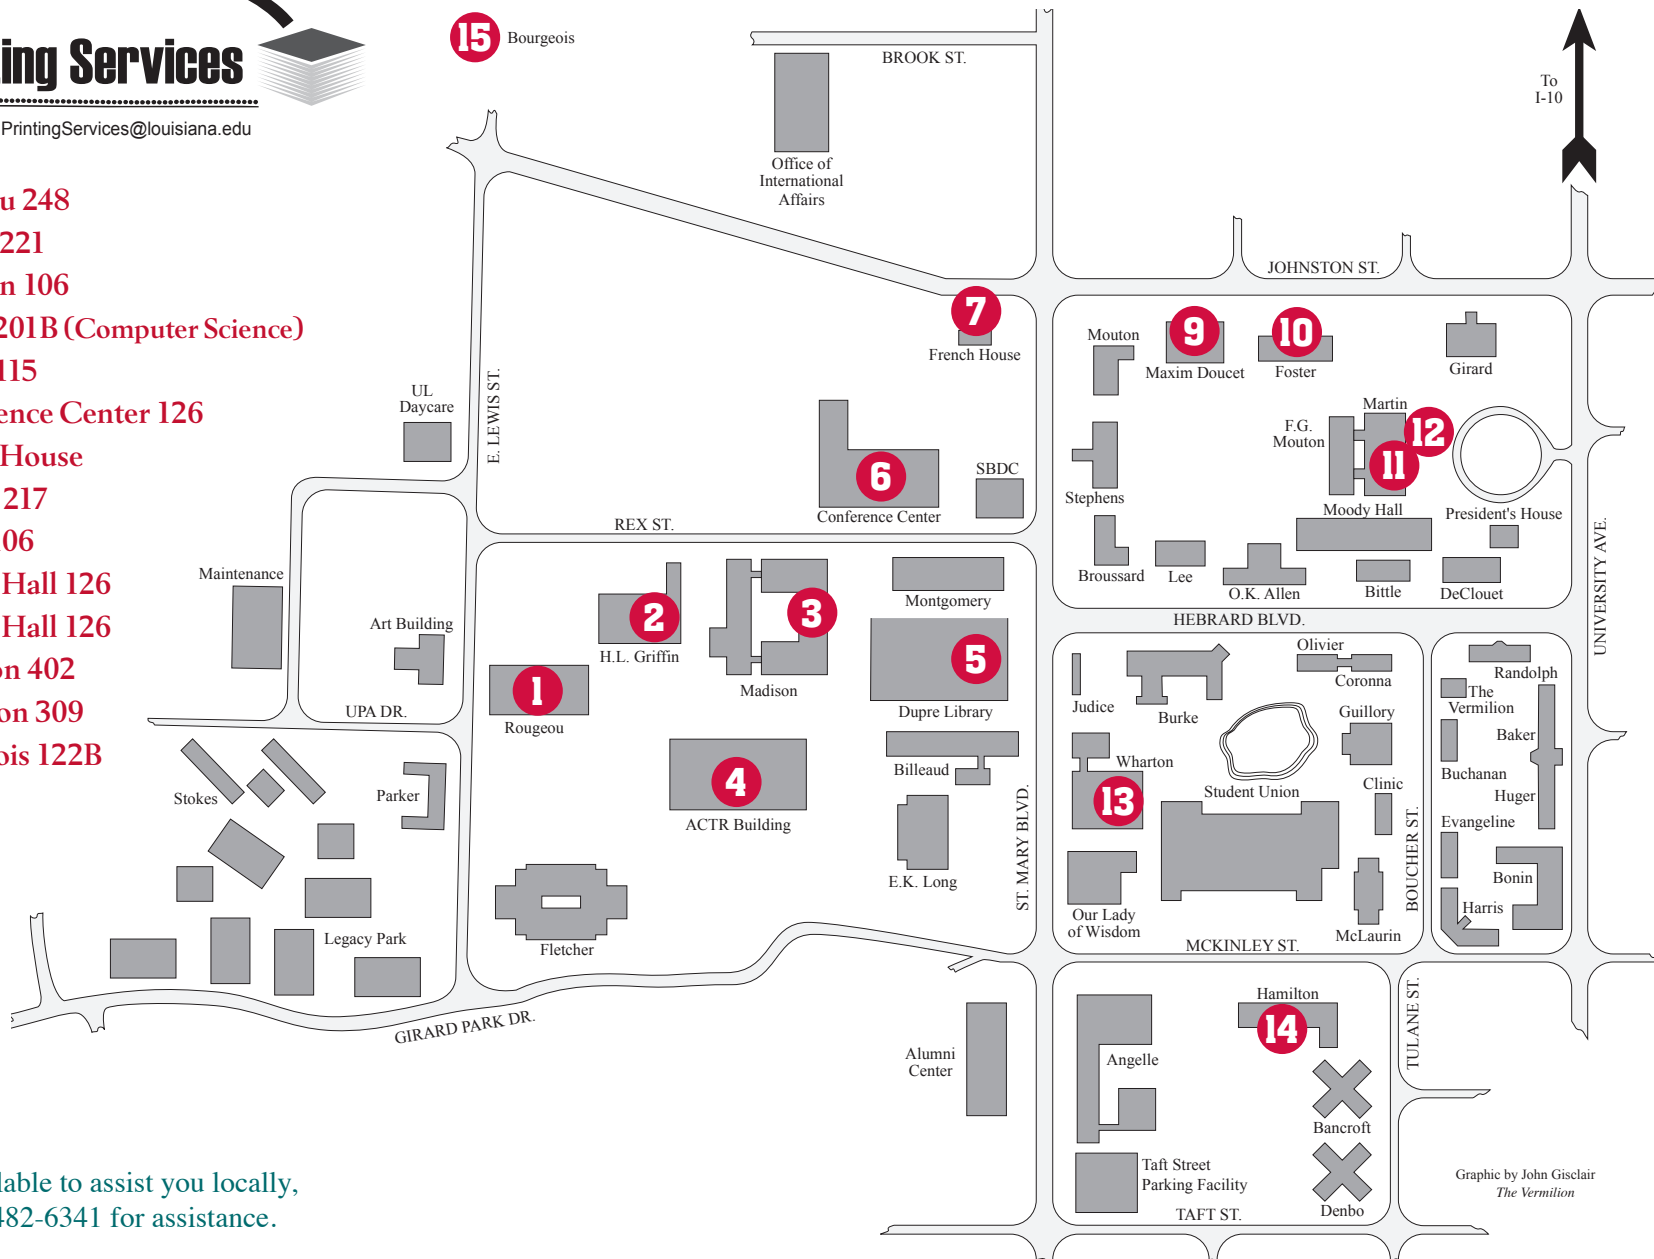 ing Services
PrintingServices@louisiana.edu
u 248
221
n 106
201B (Computer Science)
115
ence Center 126
House
217
06
Hall 126
Hall 126
on 402
on 309
ois 122B
lable to assist you locally,
482-6341 for assistance.
15
Bourgeois
BROOK ST.
To
I-10
Office of
International
Affairs
JOHNSTON ST.
7
French House
Mouton
9
Maxim Doucet
10
Foster
Girard
UL
Daycare
E. LEWIS ST.
Martin
F.G.
Mouton
12
11
6
Conference Center
SBDC
Stephens
Moody Hall
President's House
REX ST.
UNIVERSITY AVE.
Maintenance
Broussard
Lee
O.K. Allen
Bittle
DeClouet
Montgomery
HEBRARD BLVD.
Art Building
2
H.L. Griffin
3
Madison
5
Dupre Library
1
Rougeou
UPA DR.
Olivier
Coronna
Randolph
The
Vermilion
Judice
Burke
Guillory
Baker
Buchanan
Billeaud
Wharton
Student Union
Clinic
Huger
Stokes
Parker
4
ACTR Building
13
ST. MARY BLVD.
BOUCHER ST.
Evangeline
E.K. Long
Bonin
Harris
Our Lady
of Wisdom
McLaurin
Legacy Park
Fletcher
MCKINLEY ST.
GIRARD PARK DR.
Hamilton
14
TULANE ST.
Alumni
Center
Angelle
Bancroft
Taft Street
Parking Facility
Denbo
TAFT ST.
Graphic by John Gisclair
The Vermilion